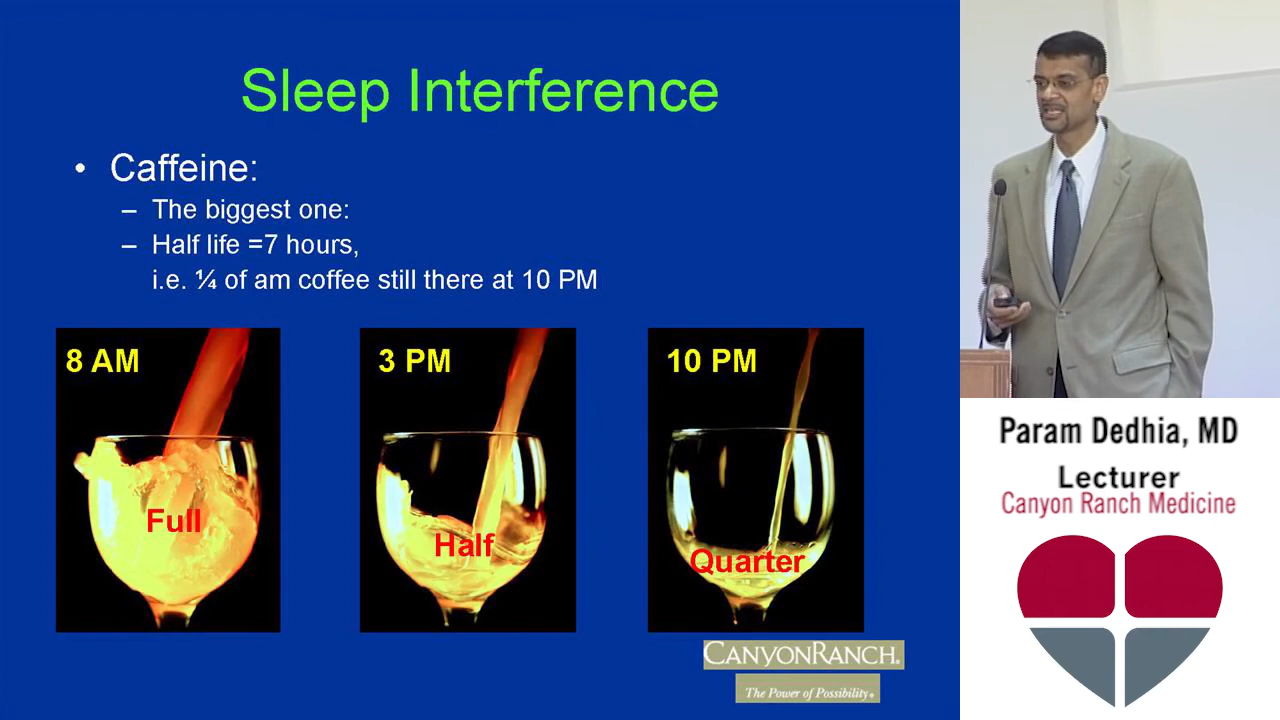 Sleep Interference
• Caffeine:
– The biggest one:
– Half life =7 hours,
i.e. ¼ of am coffee still there at 10 PM
8 AM
Full
3 PM
Half
10 PM
Quarter
CANYONRANCH®
The Power of Possibility®
Param Dedhia, MD
Lecturer
Canyon Ranch Medicine